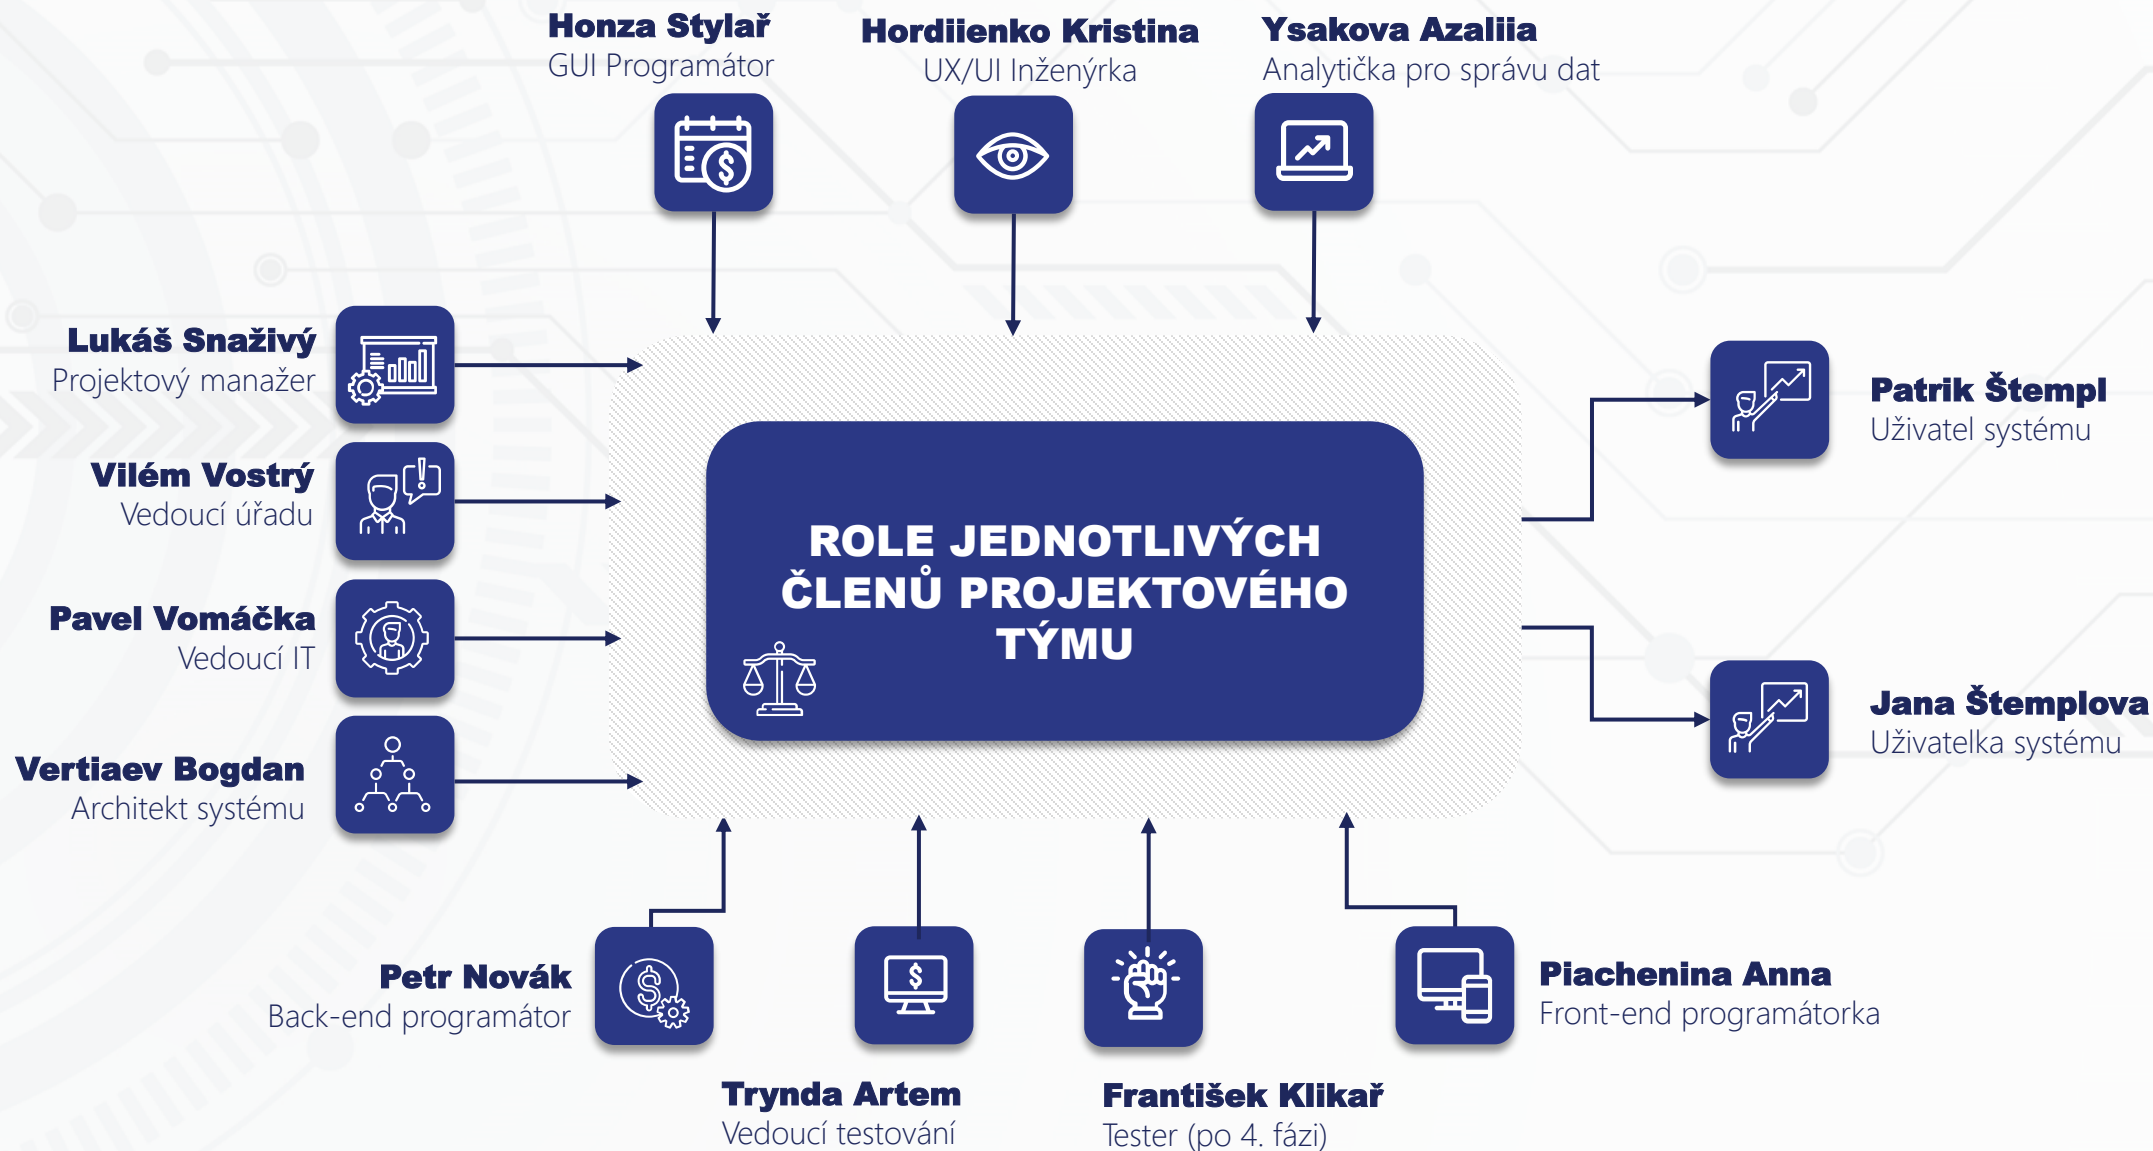 Honza Stylař
GUI Programátor
Hordiienko Kristina
UX/UI Inženýrka
Ysakova Azaliia
Analytička pro správu dat
Lukáš Snaživý
Projektový manažer
Vilém Vostrý
Vedoucí úřadu
Pavel Vomáčka
Vedoucí IT
Vertiaev Bogdan
Architekt systému
ROLE JEDNOTLIVÝCH
ČLENŮ PROJEKTOVÉHO
TÝMU
Patrik Štempl
Uživatel systému
Jana Štemplova
Uživatelka systému
Petr Novák
Back-end programátor
Trynda Artem
Vedoucí testování
František Klikař
Tester (po 4. fázi)
Piachenina Anna
Front-end programátorka